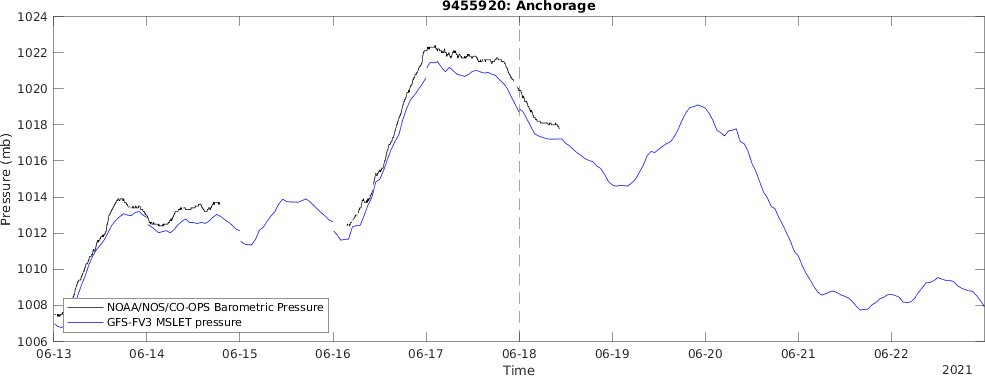 9455920: Anchorage
1024
1022
1020
1018
1016
1014
1012
1010
1008
1006
Pressure (mb)
NOAA/NOS/CO-OPS Barometric Pressure
GFS-FV3 MSLET pressure
06-13 06-14 06-15 06-16 06-17 06-18 06-19 06-20 06-21 06-22
Time
2021